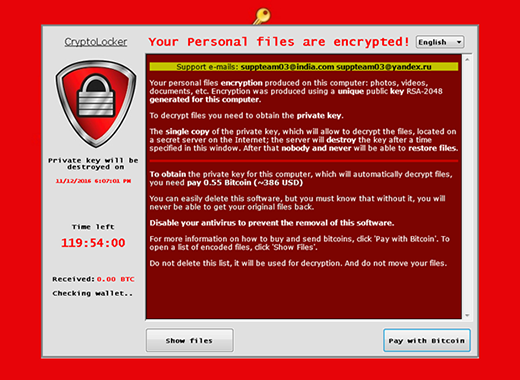 CryptoLocker
Your Personal files are encrypted!
English
Support e-mails: suppteam03@india.com suppteam03@yandex.ru
Your personal files encryption produced on this computer: photos, videos,
documents, etc. Encryption was produced using a unique public key RSA-2048
generated for this computer.
To decrypt files you need to obtain the private key.
The single copy of the private key, which will allow to decrypt the files, located on
a secret server on the Internet; the server will destroy the key after a time
specified in this window. After that nobody and never will be able to restore files.
To obtain the private key for this computer, which will automatically decrypt files,
you need pay 0.55 Bitcoin (~386 USD)
You can easily delete this software, but you must know that without it, you will
never be able to get your original files back.
Disable your antivirus to prevent the removal of this software.
For more information on how to buy and send bitcoins, click 'Pay with Bitcoin'. To
open a list of encoded files, click 'Show Files'.
Do not delete this list, it will be used for decryption. And do not move your files.
Private key will be
destroyed on
11/12/2016 6:07:01 PM
Time left
119:54:00
Received:0.00 BTC
Checking wallet..
Show files
Pay with Bitcoin